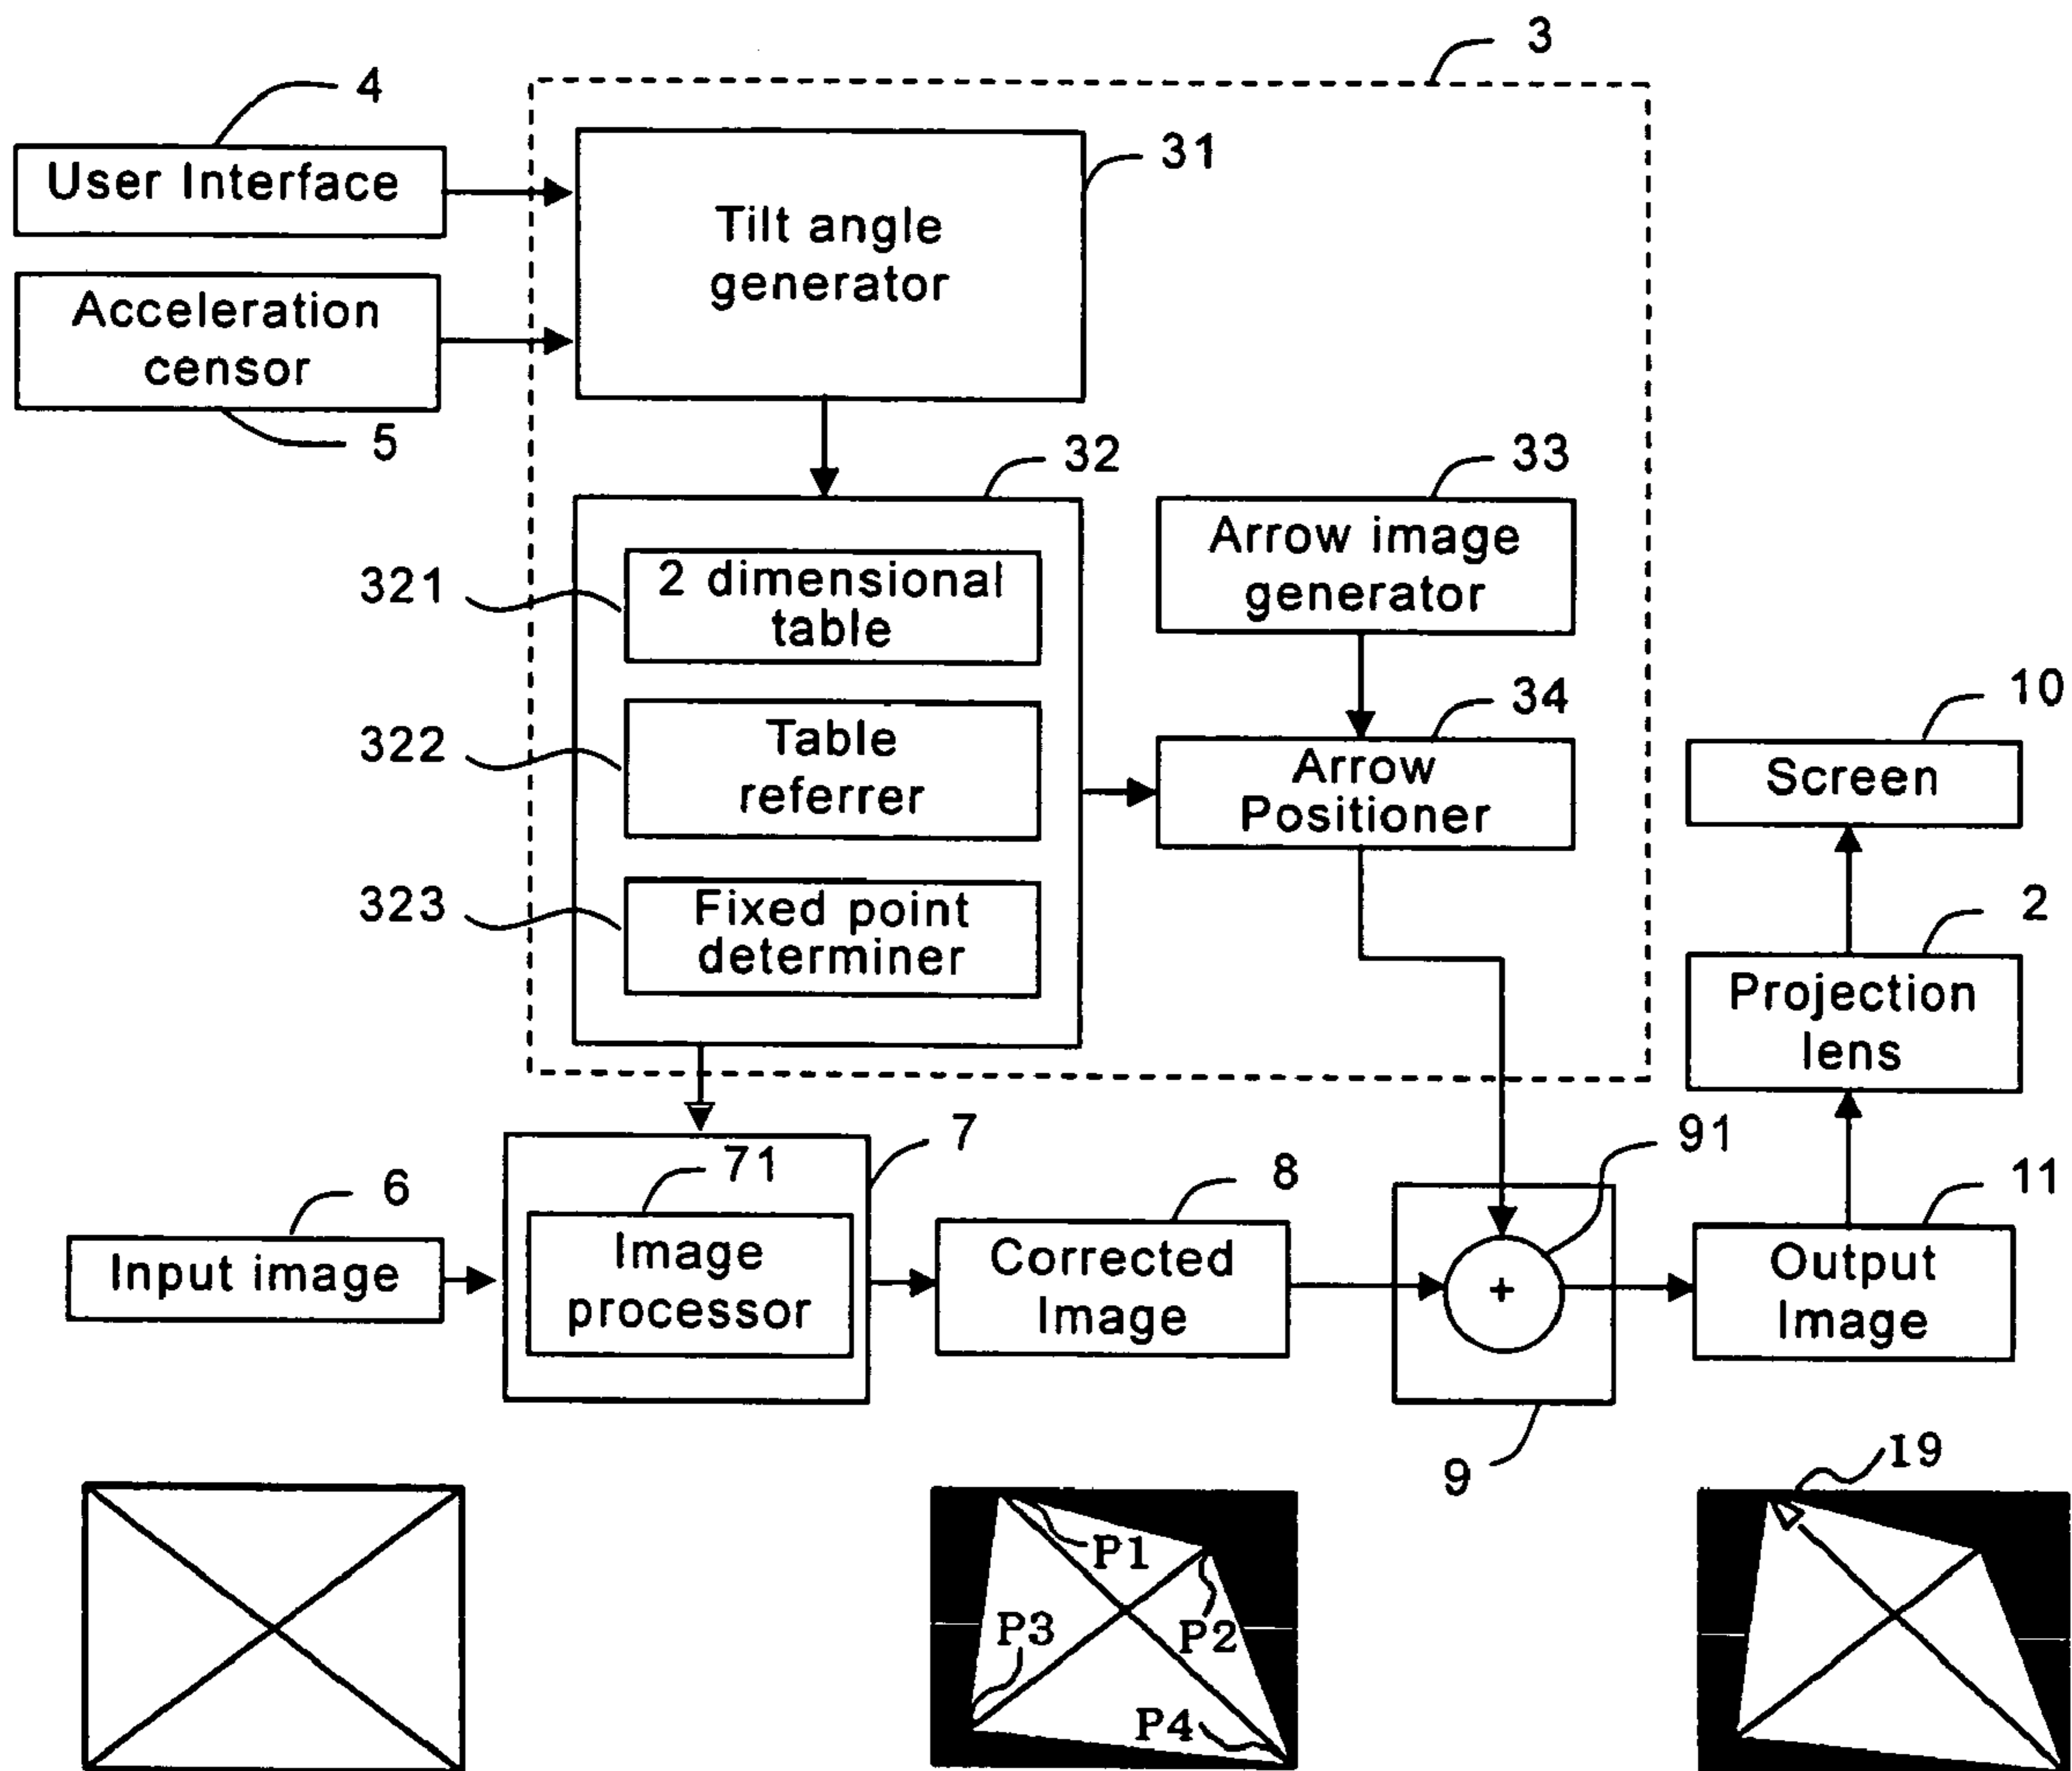 3
4
User Interface
31
Tilt angle
generator
Acceleration
censor
5
32
33
321
2 dimensional
table
Arrow image
generator
322
Table
referrer
34
Arrow
Positioner
10
Screen
323
Fixed point
determiner
2
Projection
lens
6
Input image
7
71
Image
processor
8
Corrected
Image
91
+
9
11
Output
Image
P1
P2
P3
P4
19